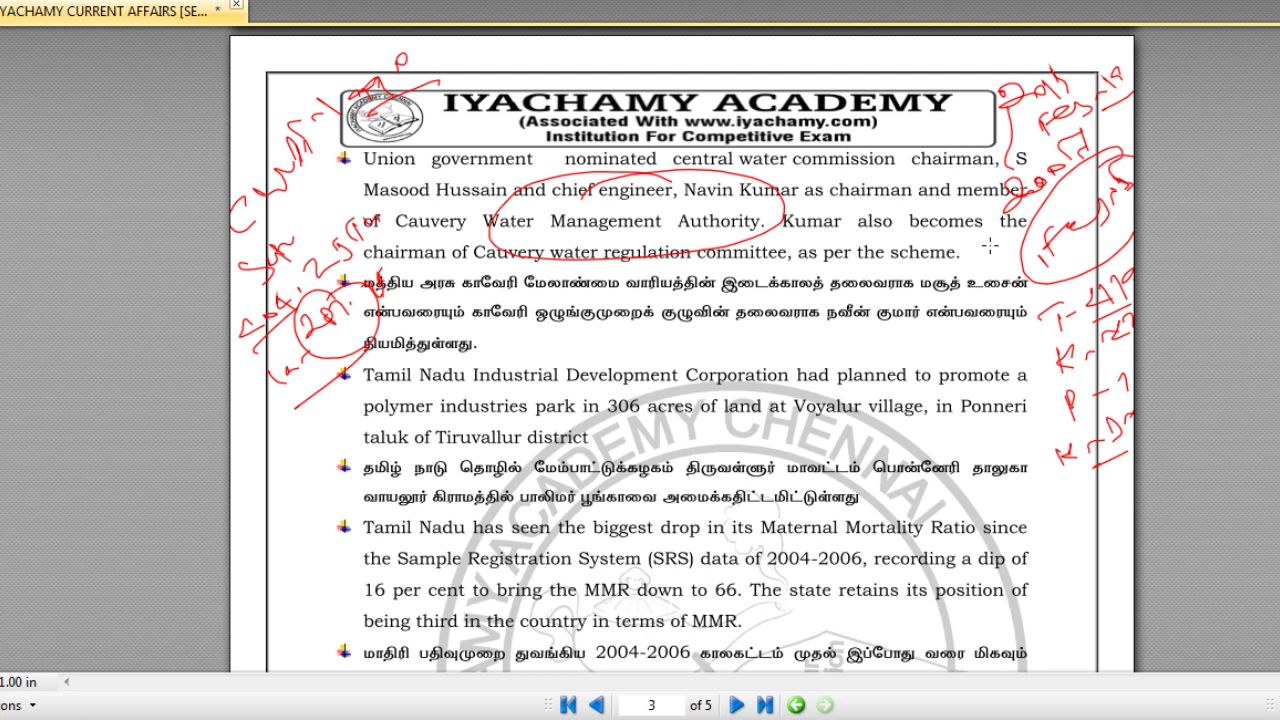 YACHAMY CURRENT AFFAIRS [SE... *
IYACHAMY ACADEMY
(Associated With www.iyachamy.com)
Institution For Competitive Exam
Union government nominated central water commission chairman, S
Masood Hussain and chief engineer, Navin Kumar as chairman and member
of Cauvery Water Management Authority. Kumar also becomes the
chairman of Cauvery water regulation committee, as per the scheme.
மத்திய அரசு காவேரி மேலாண்மை வாரியத்தின் இடைக்காலத் தலைவராக மசூத் உசைன்
என்பவரையும் காவேரி ஒழுங்குமுறைக் குழுவின் தலைவராக நவீன் குமார் என்பவரையும்
நியமித்துள்ளது.
Tamil Nadu Industrial Development Corporation had planned to promote a
polymer industries park in 306 acres of land at Voyalur village, in Ponneri
taluk of Tiruvallur district
தமிழ் நாடு தொழில் மேம்பாட்டுக்கழகம் திருவள்ளூர் மாவட்டம் பொன்னேரி தாலுகா
வாயலூர் கிராமத்தில் பாலிமர் பூங்காவை அமைக்கதிட்டமிட்டுள்ளது
Tamil Nadu has seen the biggest drop in its Maternal Mortality Ratio since
the Sample Registration System (SRS) data of 2004-2006, recording a dip of
16 per cent to bring the MMR down to 66. The state retains its position of
being third in the country in terms of MMR.
மாதிரி பதிவுமுறை துவங்கிய 2004-2006 காலகட்டம் முதல் இப்போது வரை மிகவும்
IYACHAMY ACADEMY CHENNAI
1.00 in
ons
3 of 5